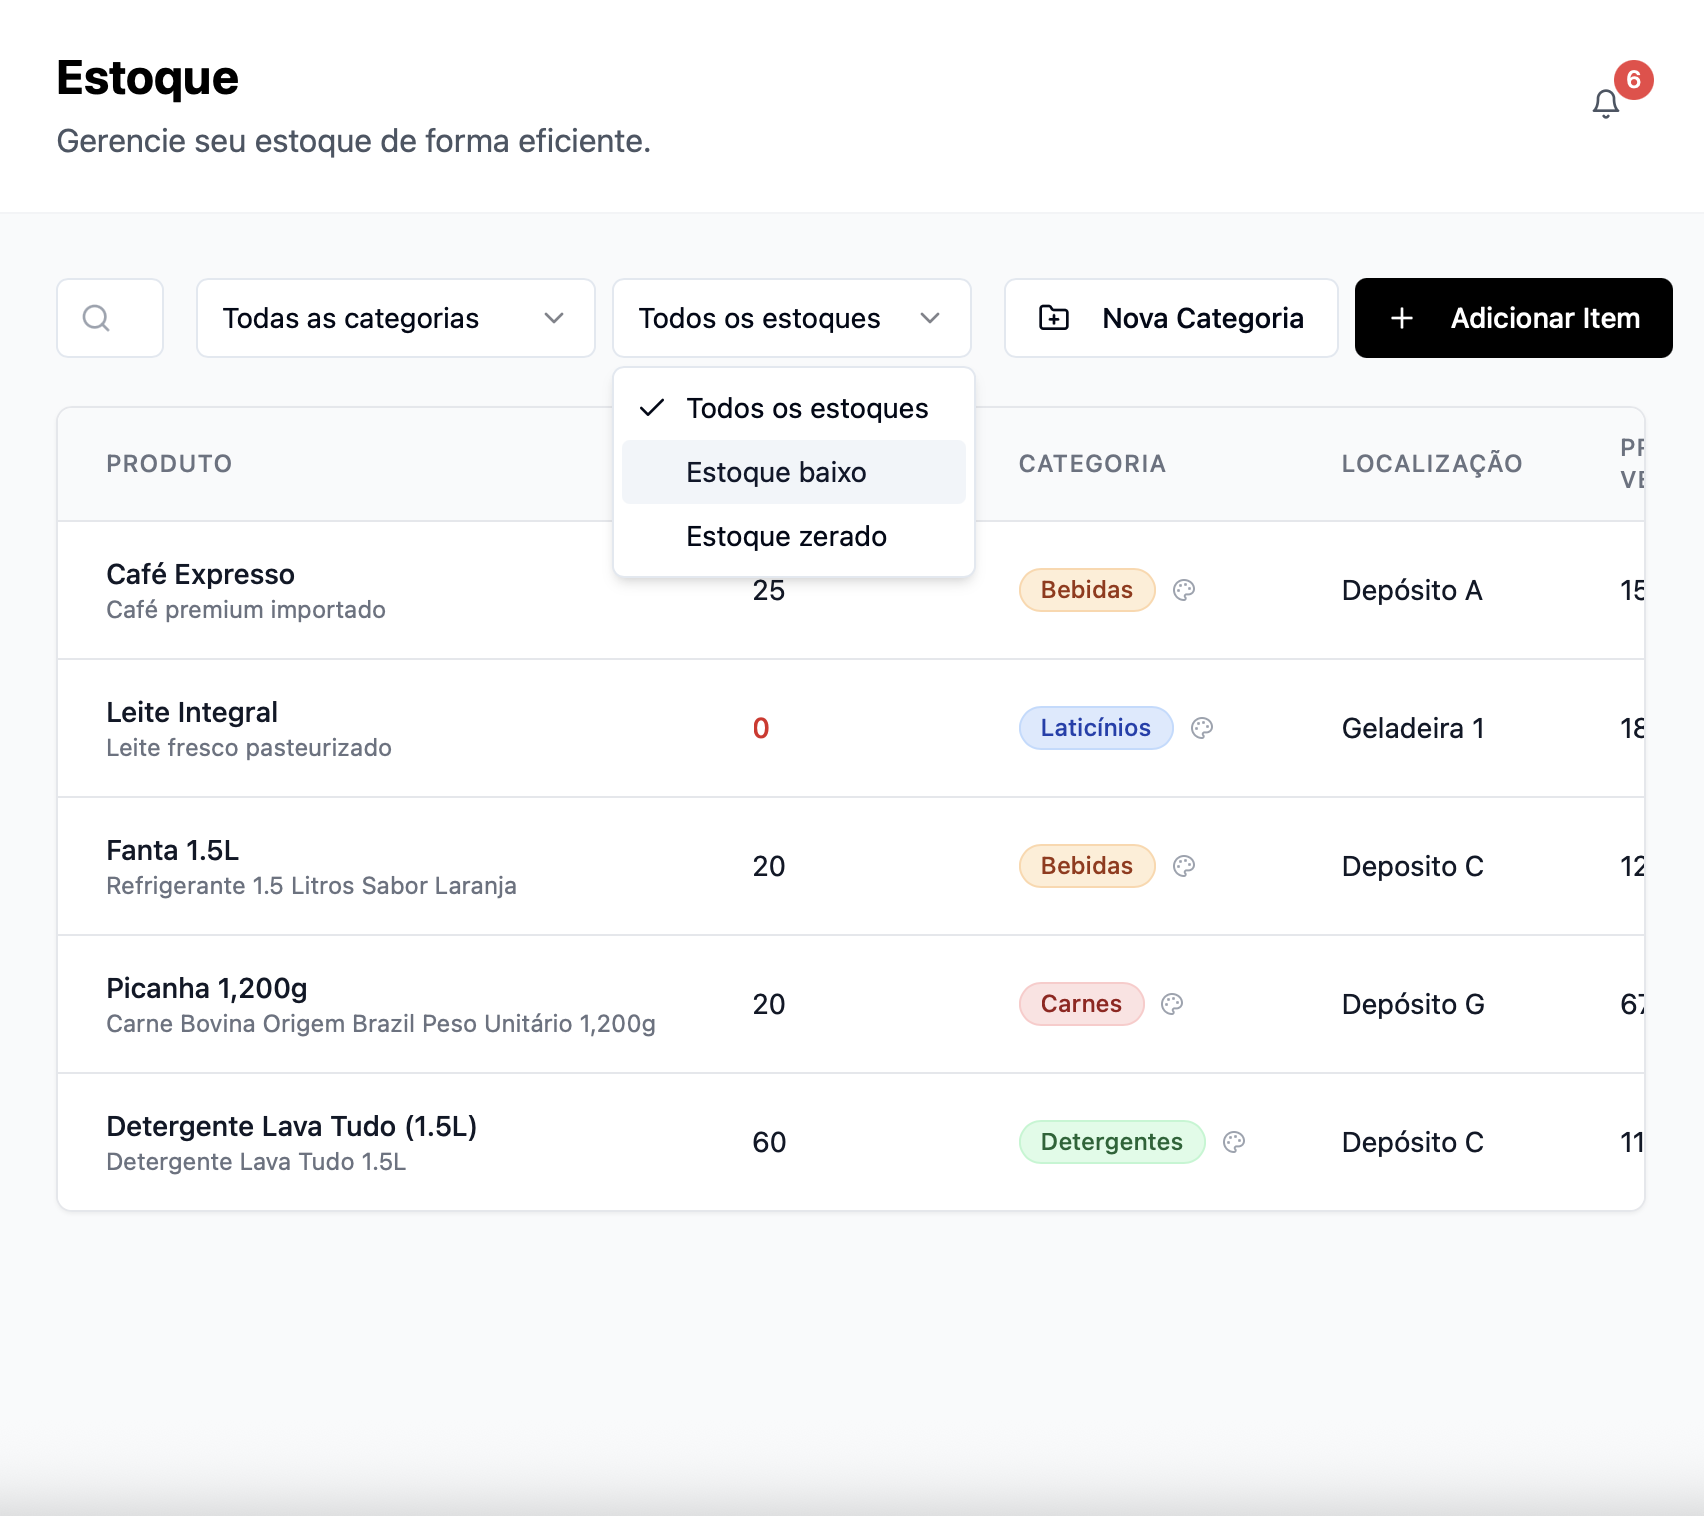 Estoque
6
Gerencie seu estoque de forma eficiente.
Todas as categorias
Todos os estoques
Nova Categoria
Adicionar Item
Todos os estoques
Estoque baixo
Estoque zerado
PRODUTO
CATEGORIA
LOCALIZAÇÃO
Café Expresso
Café premium importado
25
Bebidas
Depósito A
15
Leite Integral
Leite fresco pasteurizado
0
Laticínios
Geladeira 1
18
Fanta 1.5L
Refrigerante 1.5 Litros Sabor Laranja
20
Bebidas
Deposito C
12
Picanha 1,200g
Carne Bovina Origem Brazil Peso Unitário 1,200g
20
Carnes
Depósito G
67
Detergente Lava Tudo (1.5L)
Detergente Lava Tudo 1.5L
60
Detergentes
Depósito C
11